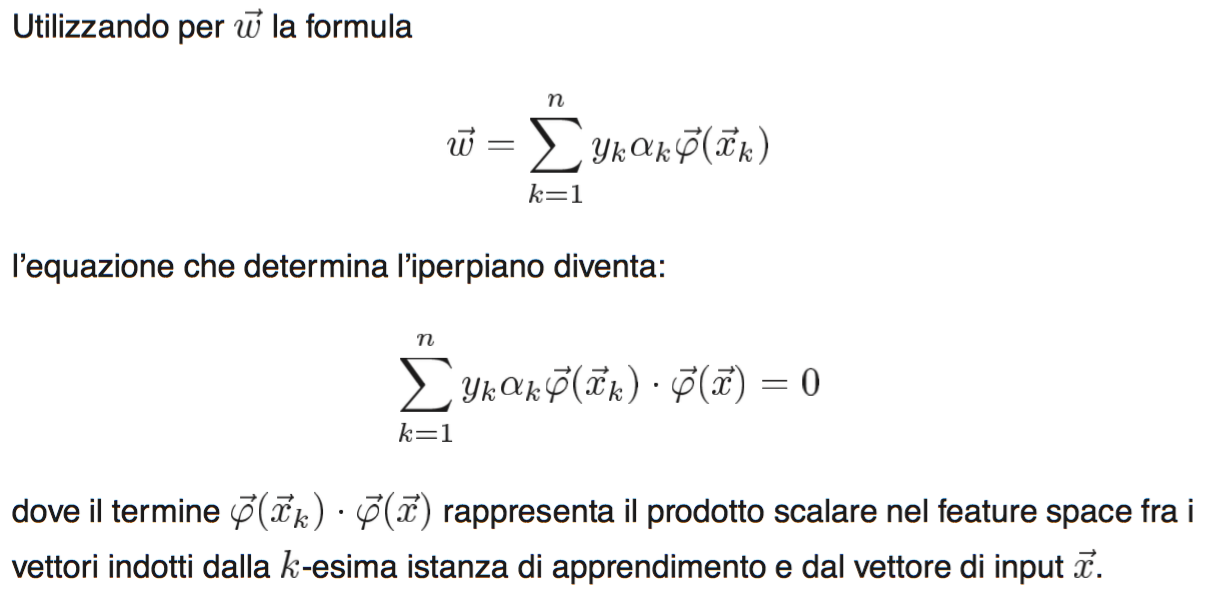 Utilizzando per $\vec{w}$ la formula
$$\vec{w} = \sum_{k=1}^{n} y_k \alpha_k \vec{\varphi}(\vec{x}_k)$$
l'equazione che determina l'iperpiano diventa:
$$\sum_{k=1}^{n} y_k \alpha_k \vec{\varphi}(\vec{x}_k) \cdot \vec{\varphi}(\vec{x}) = 0$$
dove il termine $\vec{\varphi}(\vec{x}_k) \cdot \vec{\varphi}(\vec{x})$ rappresenta il prodotto scalare nel feature space fra i
vettori indotti dalla $k$-esima istanza di apprendimento e dal vettore di input $\vec{x}$.